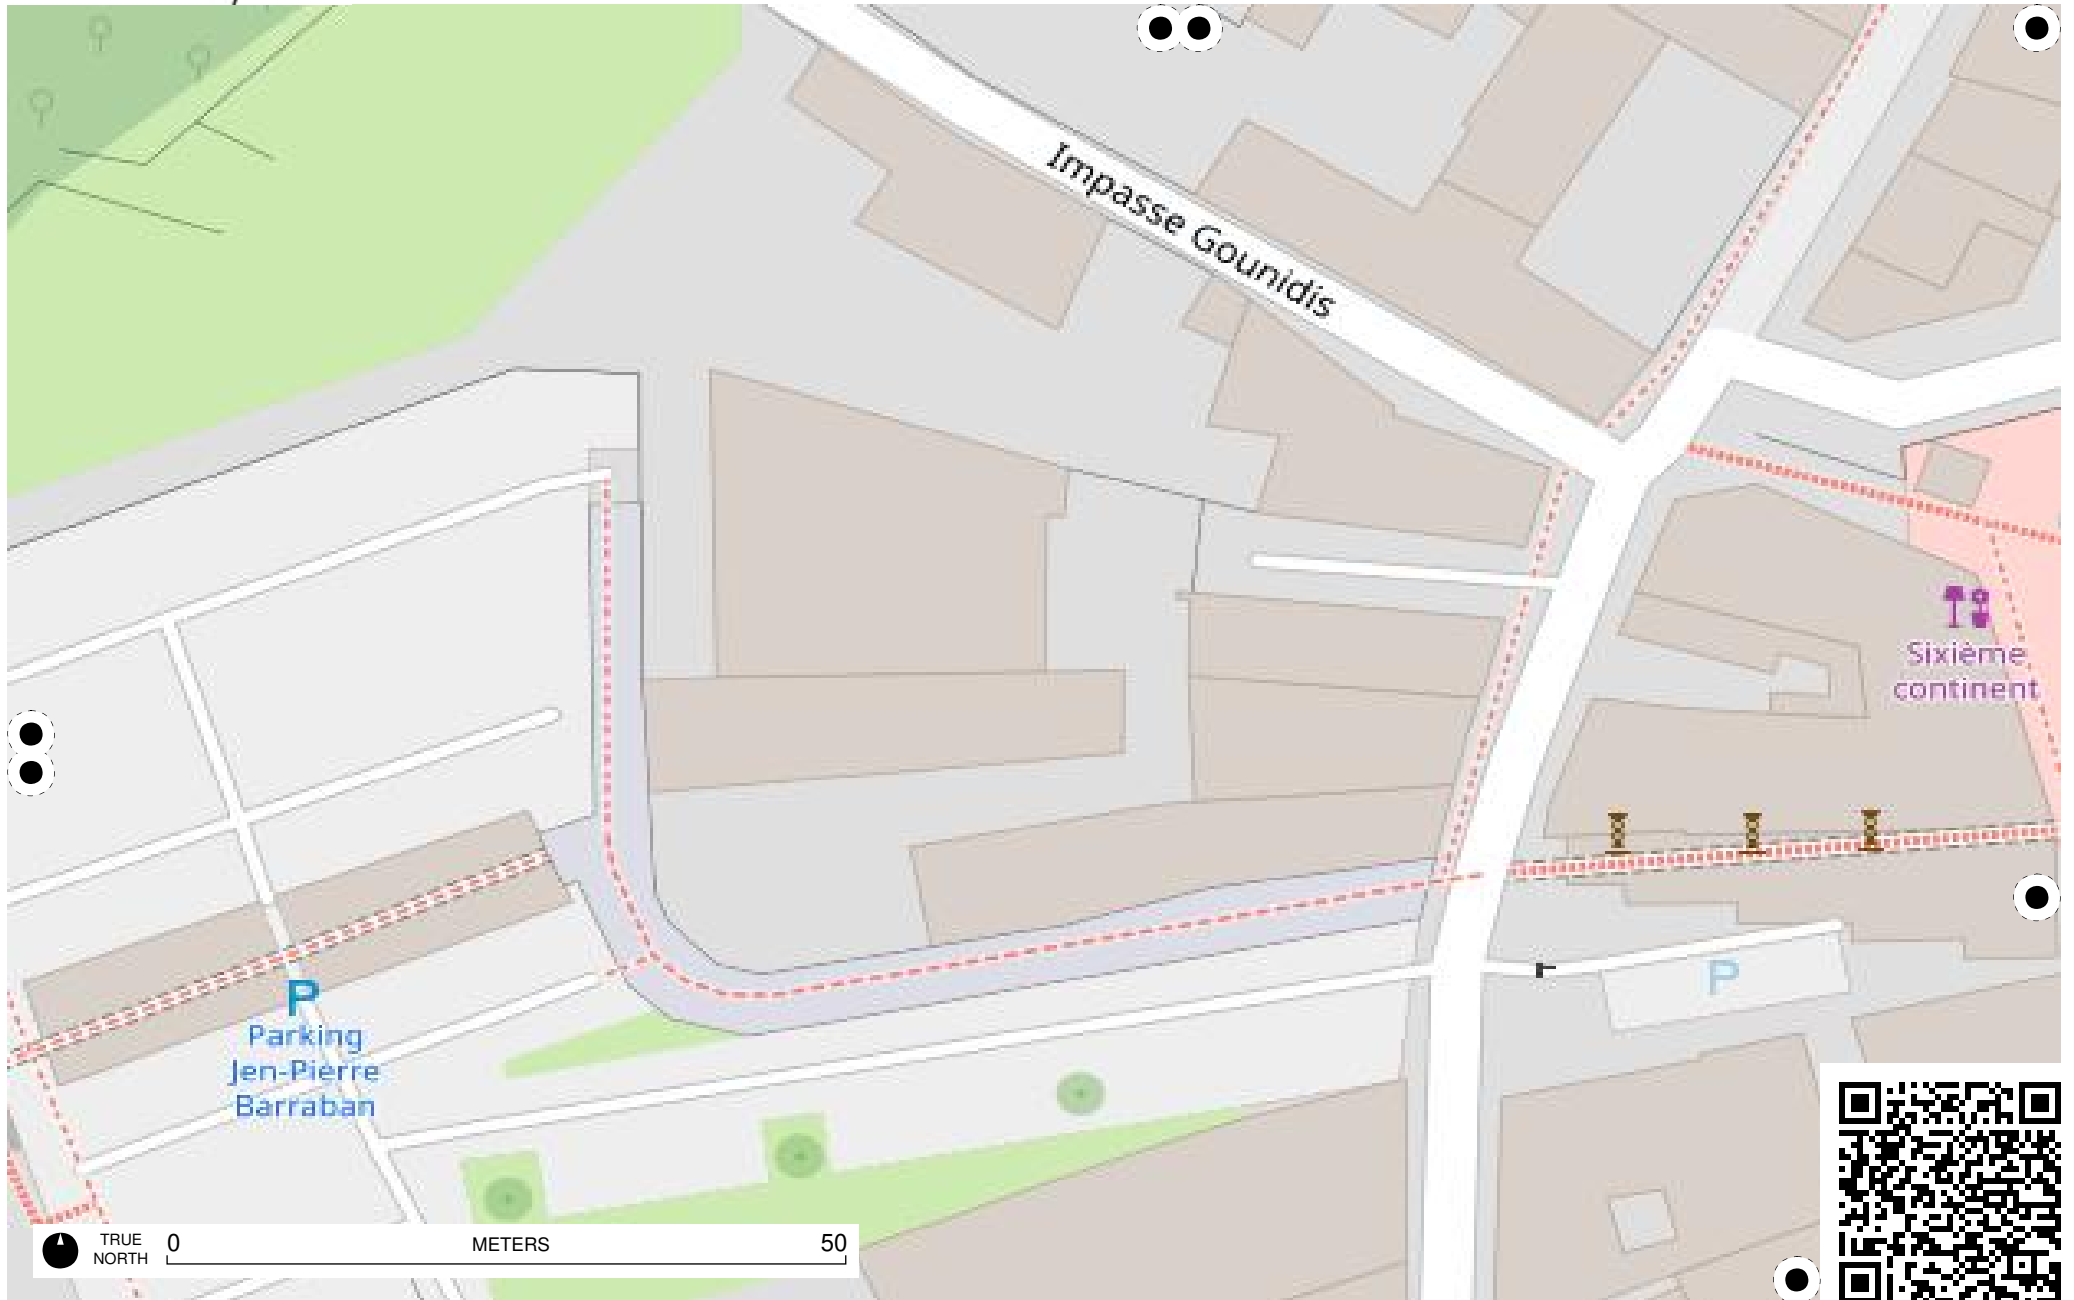 Impasse Gounidis
Sixième
continent
P
P
Parking
Jen-Pierre
Barraban
TRUE
NORTH
0
METERS
50